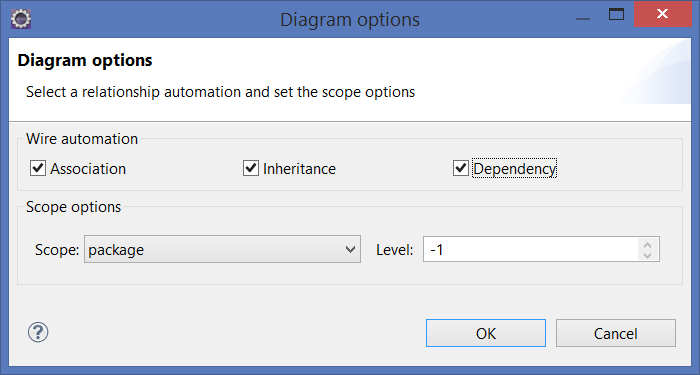 Diagram options
Diagram options
Select a relationship automation and set the scope options
Wire automation
Association Inheritance Dependency
Scope options
Scope: package Level: -1
? OK Cancel